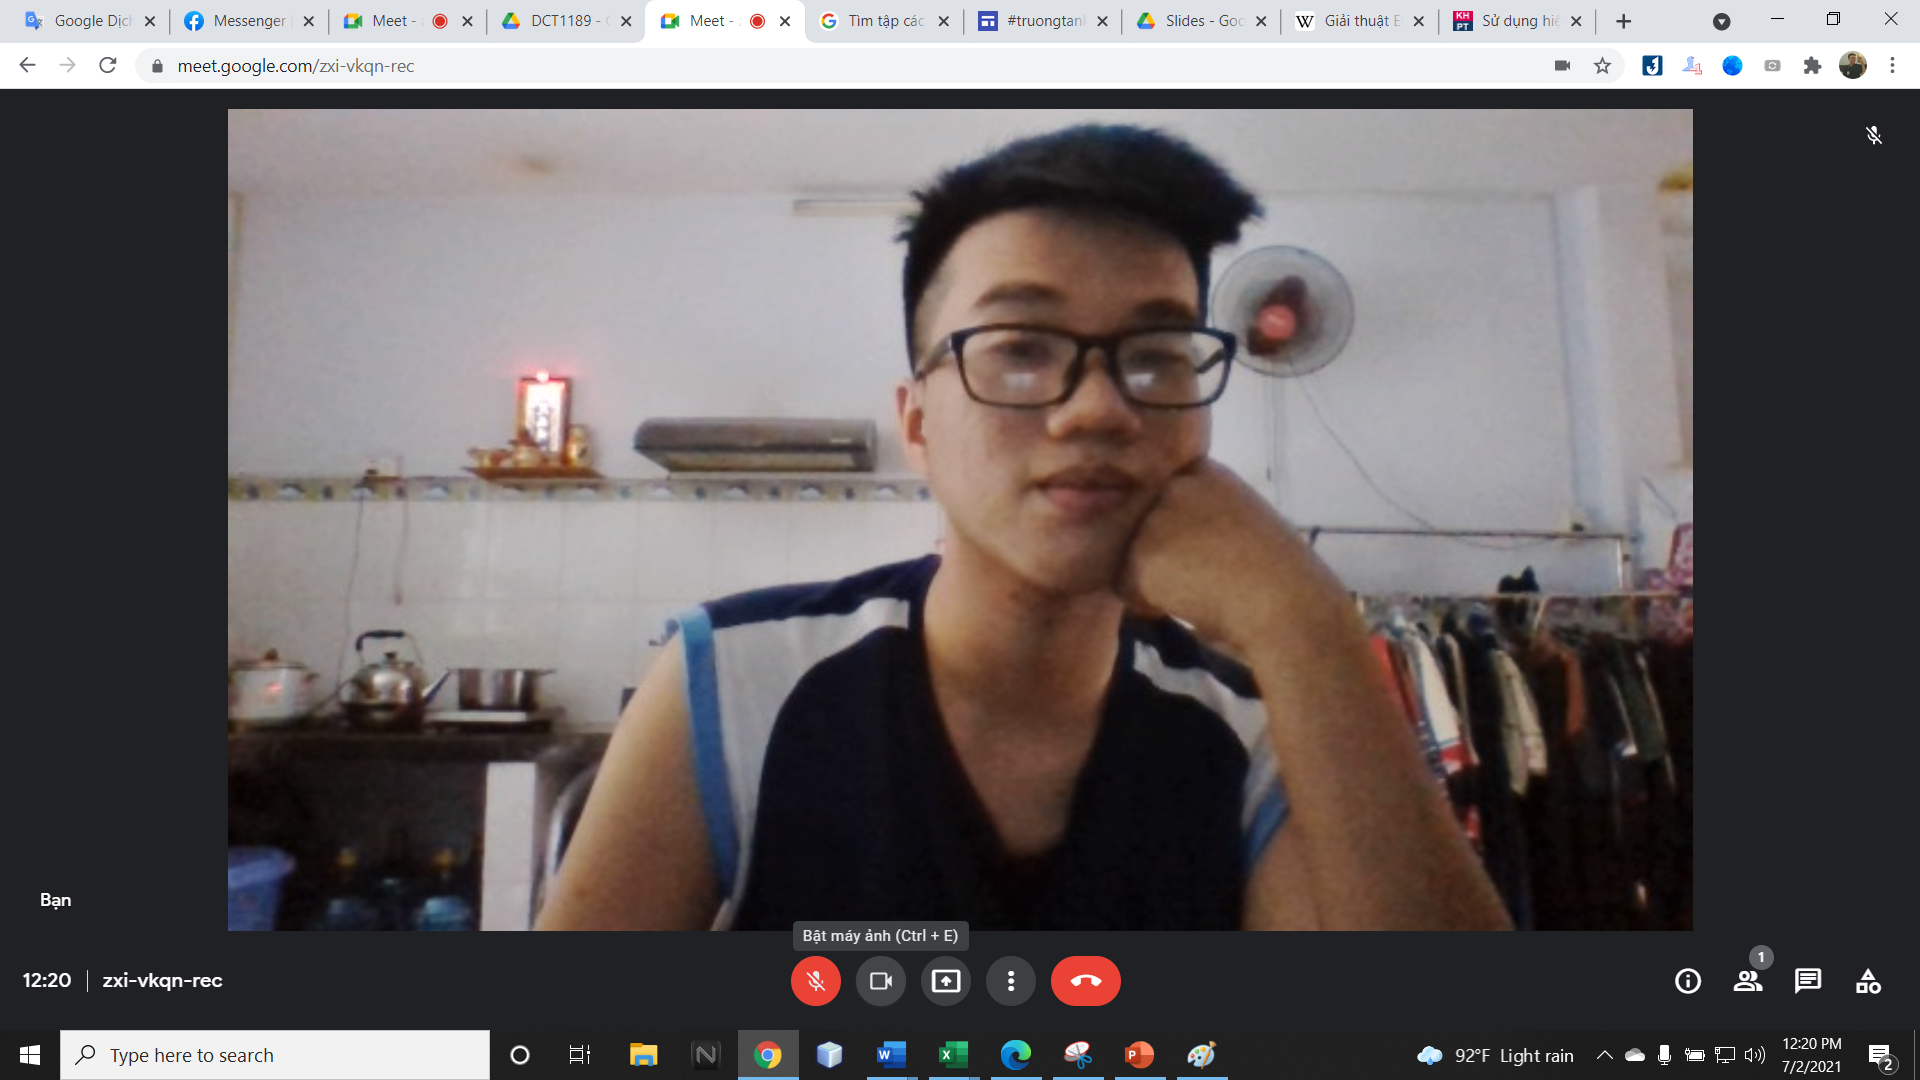 Google Dịch
Messenger
Meet -
DCT1189 -
Meet -
Tìm tập các
#truongtank
Slides - Goo
Giải thuật
Sử dụng
meet.google.com/zxi-vkqn-rec
Bạn
Bật máy ảnh (Ctrl + E)
12:20
zxi-vkqn-rec
1
Type here to search
92°F Light rain
12:20 PM
7/2/2021
2